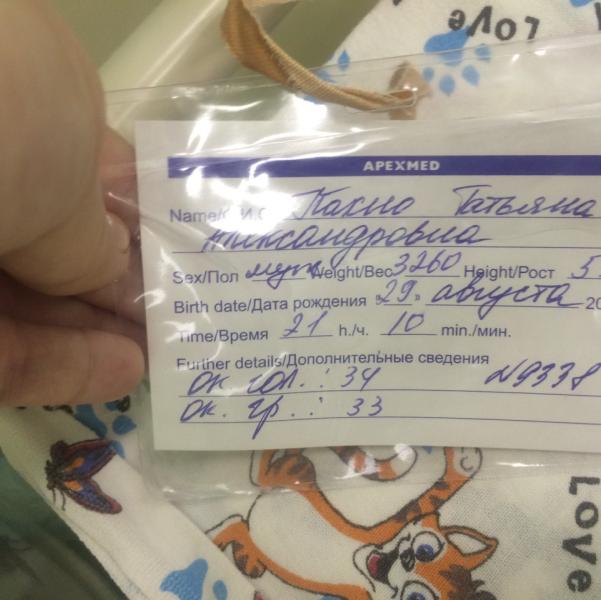 Love
APEXMED
Name/Ф.И.О. Пахно Татьяна
Александровна
Sex/Пол муж Weight/Вес 3260 Height/Рост 5
Birth date/Дата рождения "29" августа 20
Time/Время 21 h./ч. 10 min./мин.
Further details/Дополнительные сведения
ок. гол.: 34 №9338
ок. гр.: 33
Love